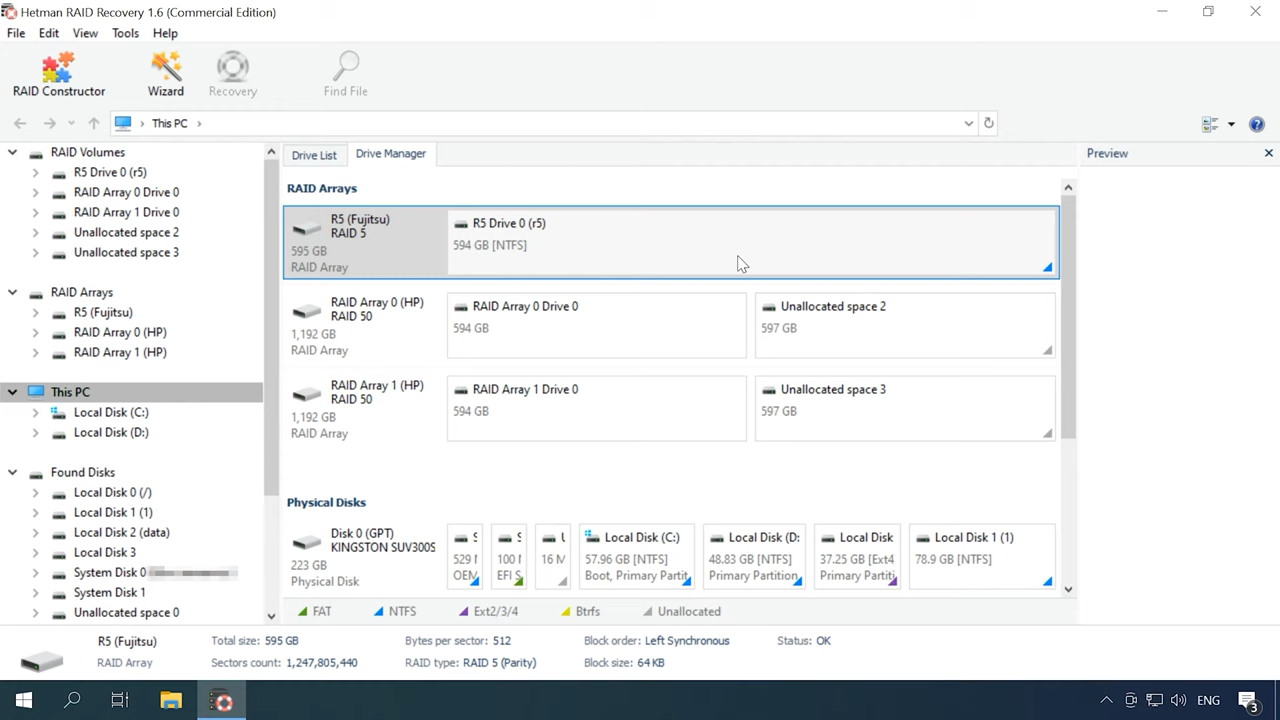 Hetman RAID Recovery 1.6 (Commercial Edition)
File Edit View Tools Help
RAID Constructor Wizard Recovery Find File
This PC
RAID Volumes
R5 Drive 0 (r5)
RAID Array 0 Drive 0
RAID Array 1 Drive 0
Unallocated space 2
Unallocated space 3
RAID Arrays
R5 (Fujitsu)
RAID Array 0 (HP)
RAID Array 1 (HP)
This PC
Local Disk (C:)
Local Disk (D:)
Found Disks
Local Disk 0 (/)
Local Disk 1 (1)
Local Disk 2 (data)
Local Disk 3
System Disk 0
System Disk 1
Unallocated space 0
Drive List Drive Manager
RAID Arrays
R5 (Fujitsu)
RAID 5
595 GB
RAID Array
R5 Drive 0 (r5)
594 GB [NTFS]
RAID Array 0 (HP)
RAID 50
1,192 GB
RAID Array
RAID Array 0 Drive 0
594 GB
Unallocated space 2
597 GB
RAID Array 1 (HP)
RAID 50
1,192 GB
RAID Array
RAID Array 1 Drive 0
594 GB
Unallocated space 3
597 GB
Physical Disks
Disk 0 (GPT)
KINGSTON SUV300S
223 GB
Physical Disk
S
529 M
OEM
S
100 M
EFI S
16 M
Local Disk (C:)
57.96 GB [NTFS]
Boot, Primary Partit
Local Disk (D:
48.83 GB [NTFS]
Primary Partition
Local Disk
37.25 GB [Ext4
Primary Partiti
Local Disk 1 (1)
78.9 GB [NTFS]
FAT NTFS Ext2/3/4 Btrfs Unallocated
Preview
R5 (Fujitsu) Total size: 595 GB Bytes per sector: 512 Block order: Left Synchronous Status: OK
RAID Array Sectors count: 1,247,805,440 RAID type: RAID 5 (Parity) Block size: 64 KB
ENG 3